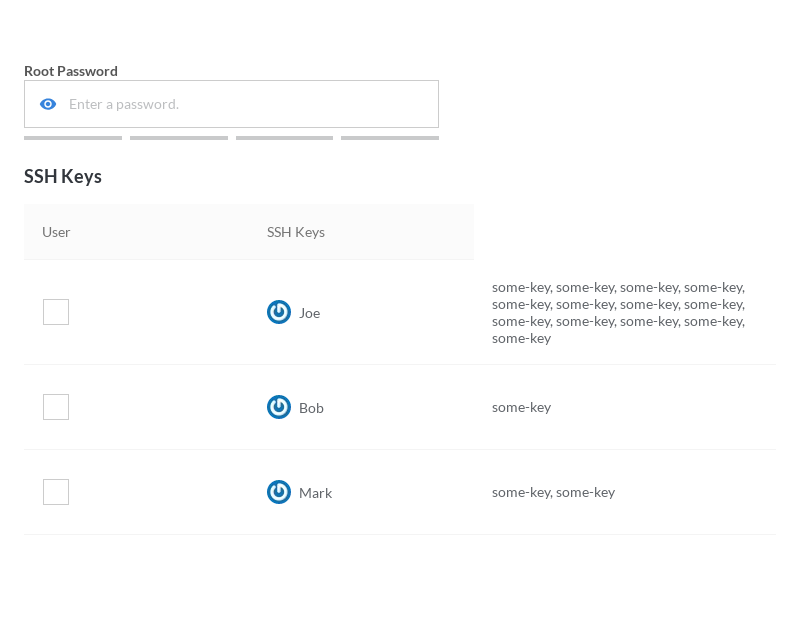 Root Password
Enter a password.
SSH Keys
User SSH Keys
Joe some-key, some-key, some-key, some-key,
some-key, some-key, some-key, some-key,
some-key, some-key, some-key, some-key,
some-key
Bob some-key
Mark some-key, some-key